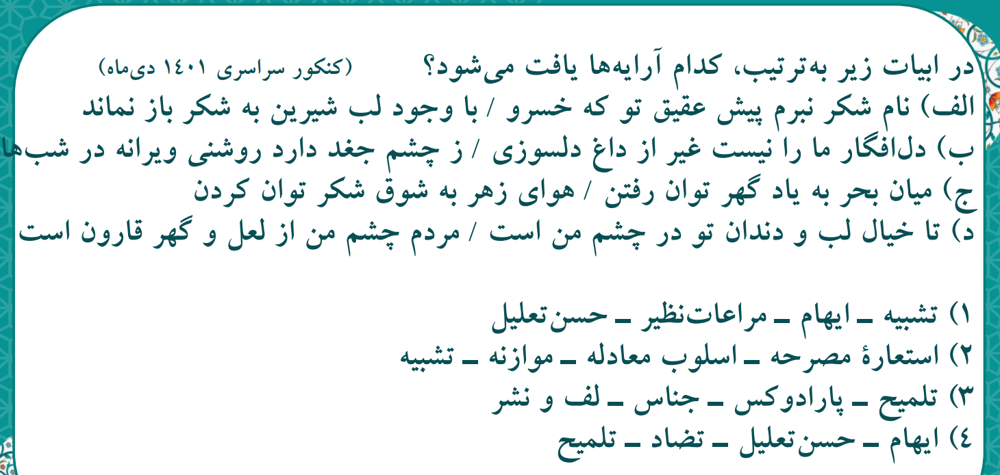 در ابیات زیر به‌ترتیب، کدام آرایه‌ها یافت می‌شود؟ (کنکور سراسری ۱۴۰۱ دی‌ماه)
الف) نام شکر نبرم پیش عقیق تو که خسرو / با وجود لب شیرین به شکر باز نماند
ب) دل‌افگار ما را نیست غیر از داغ دلسوزی / ز چشم جغد دارد روشنی ویرانه در شب‌ها
ج) میان بحر به یاد گهر توان رفتن / هوای زهر به شوق شکر توان کردن
د) تا خیال لب و دندان تو در چشم من است / مردم چشم من از لعل و گهر قارون است
۱) تشبیه ـ ایهام ـ مراعات‌نظیر ـ حسن‌تعلیل
۲) استعارهٔ مصرحه ـ اسلوب معادله ـ موازنه ـ تشبیه
۳) تلمیح ـ پارادوکس ـ جناس ـ لف و نشر
٤) ایهام ـ حسن‌تعلیل ـ تضاد ـ تلمیح